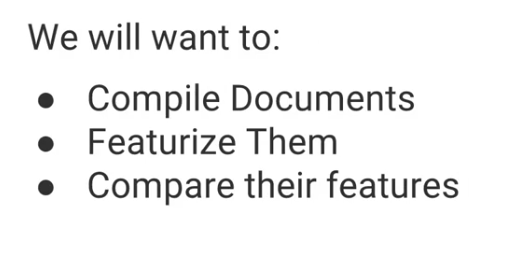 We will want to:
● Compile Documents
● Featurize Them
● Compare their features